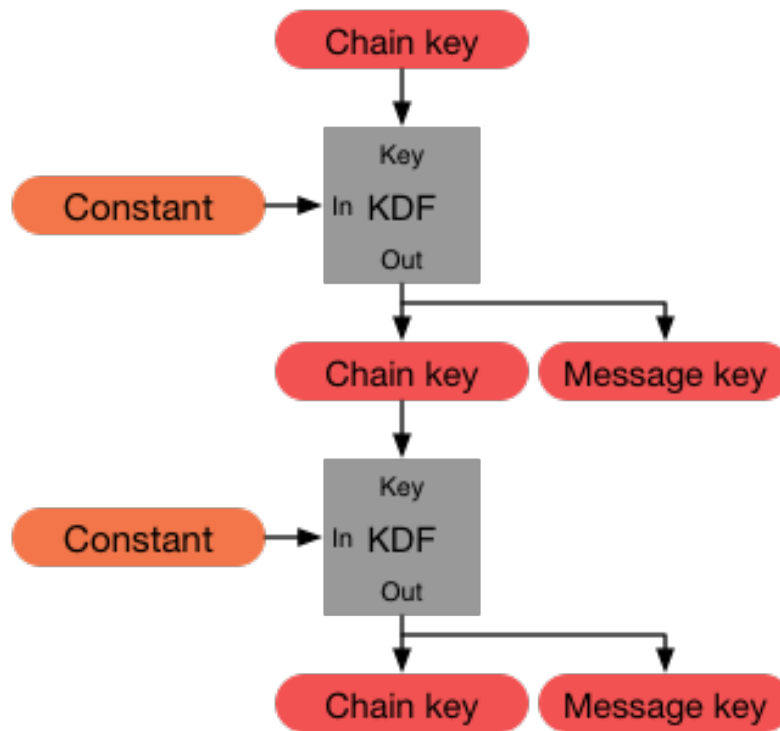 Chain key
Key
Constant
In KDF
Out
Chain key Message key
Key
Constant
In KDF
Out
Chain key Message key